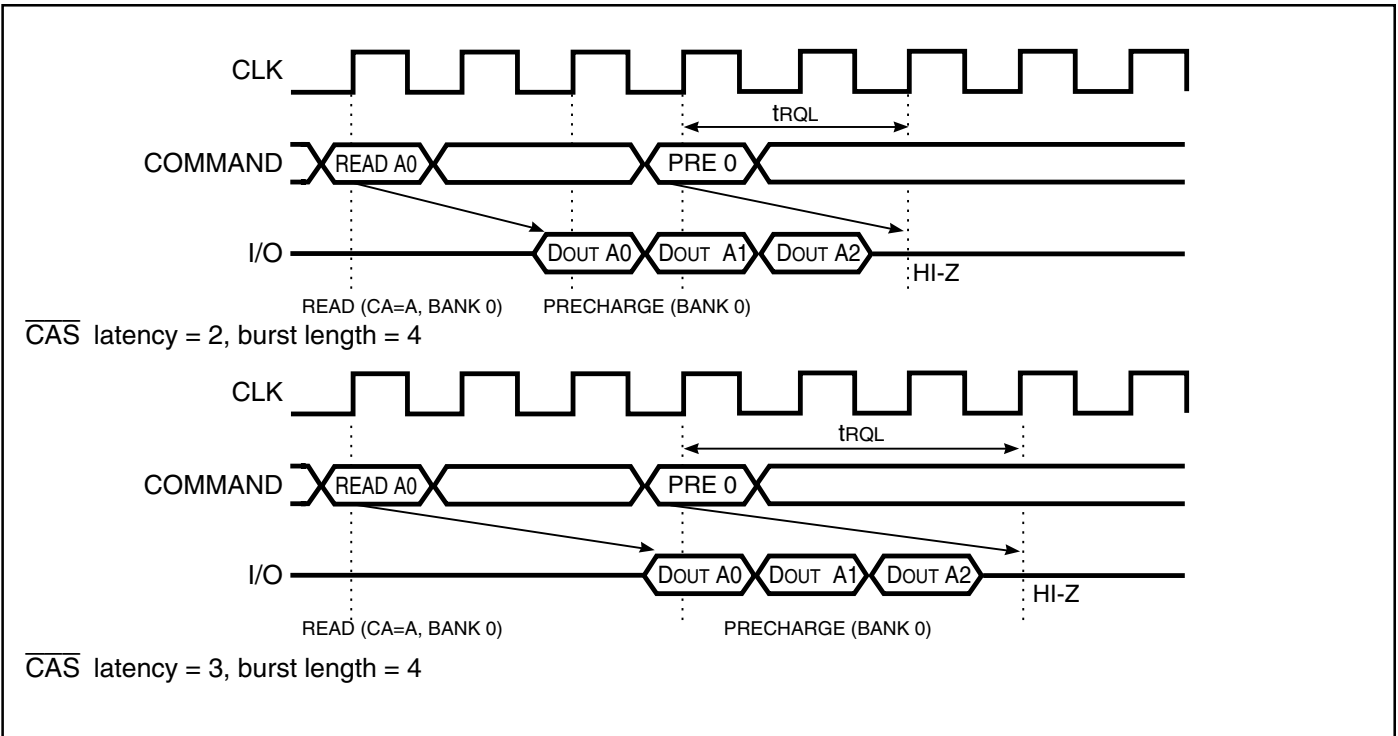 CLK
tRQL
COMMAND READ A0 PRE 0
I/O DOUT A0 DOUT A1 DOUT A2
HI-Z
READ (CA=A, BANK 0) PRECHARGE (BANK 0)
CAS latency = 2, burst length = 4
CLK
tRQL
COMMAND READ A0 PRE 0
I/O DOUT A0 DOUT A1 DOUT A2
HI-Z
READ (CA=A, BANK 0) PRECHARGE (BANK 0)
CAS latency = 3, burst length = 4